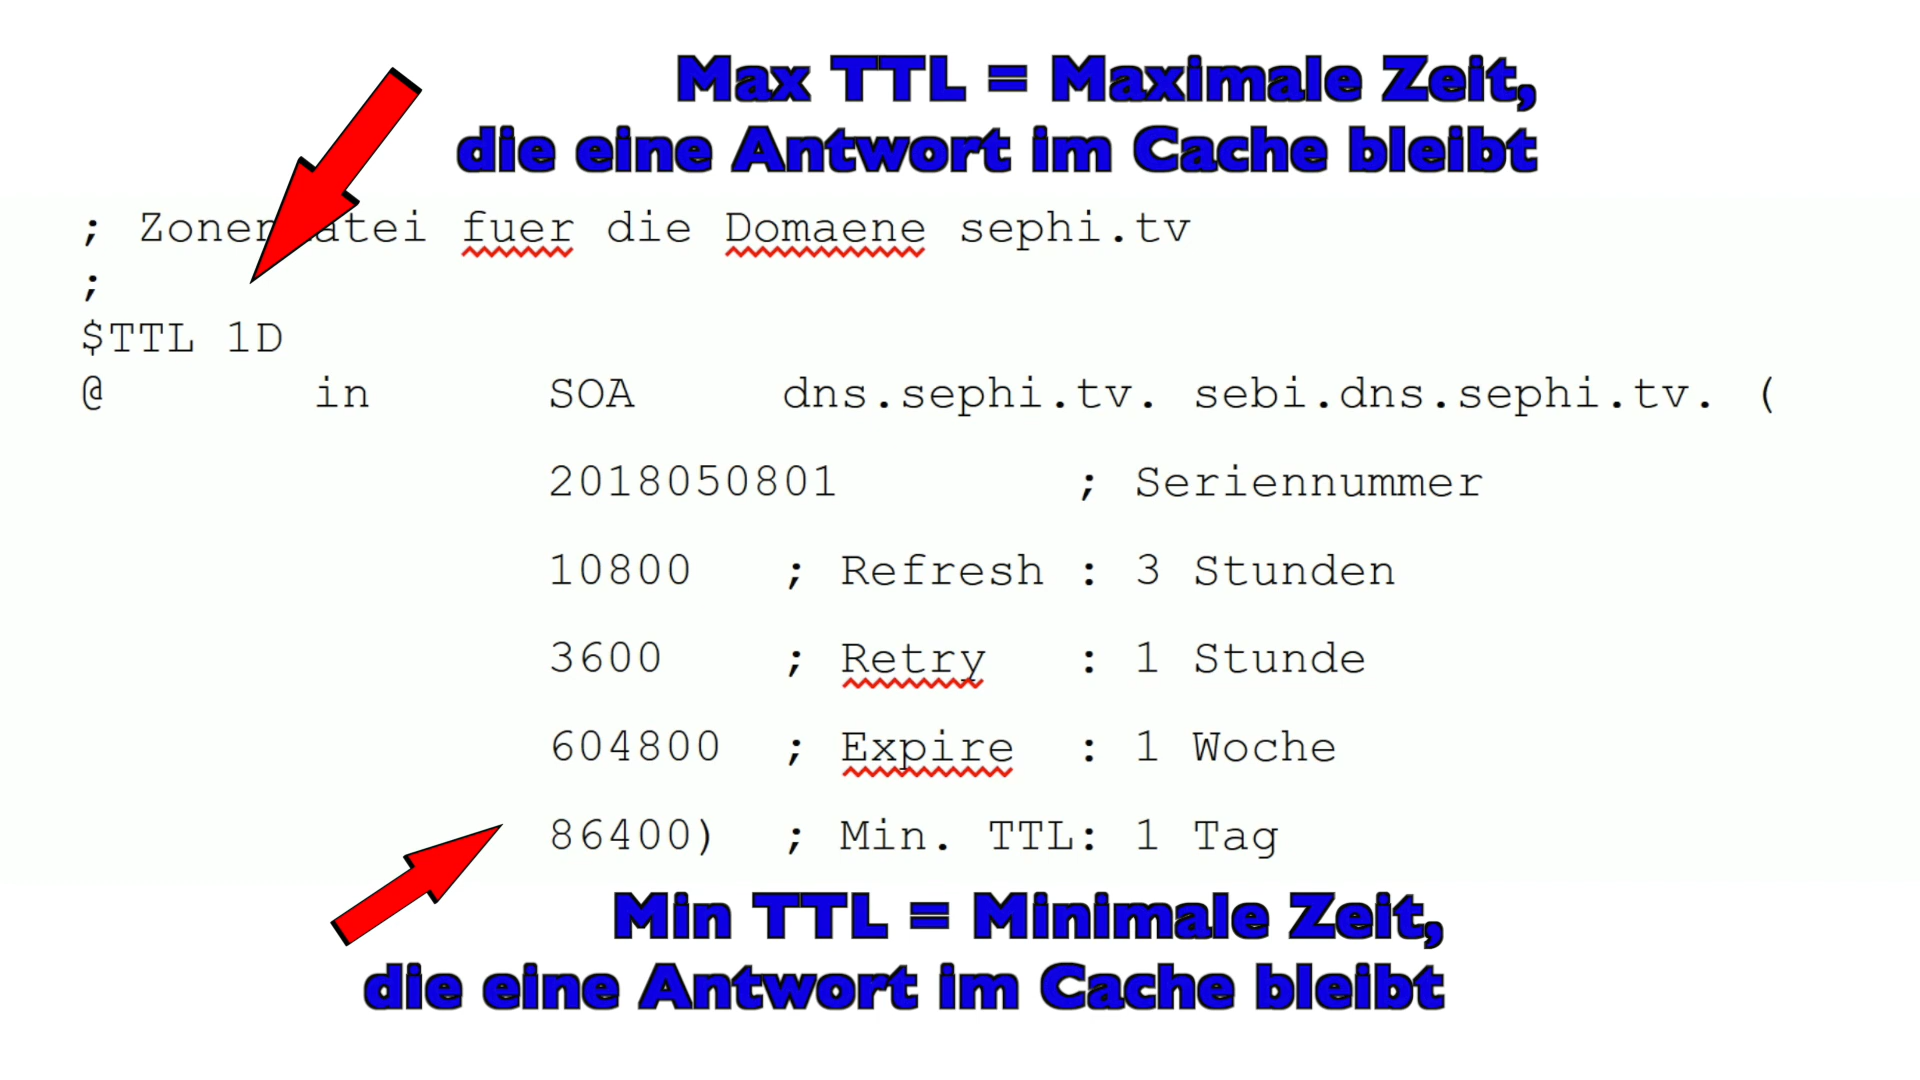 Max TTL = Maximale Zeit,
die eine Antwort im Cache bleibt
; Zonendatei fuer die Domaene sephi.tv
;
$TTL 1D
@ in SOA dns.sephi.tv. sebi.dns.sephi.tv. (
2018050801 ; Seriennummer
10800 ; Refresh : 3 Stunden
3600 ; Retry : 1 Stunde
604800 ; Expire : 1 Woche
86400) ; Min. TTL: 1 Tag
Min TTL = Minimale Zeit,
die eine Antwort im Cache bleibt